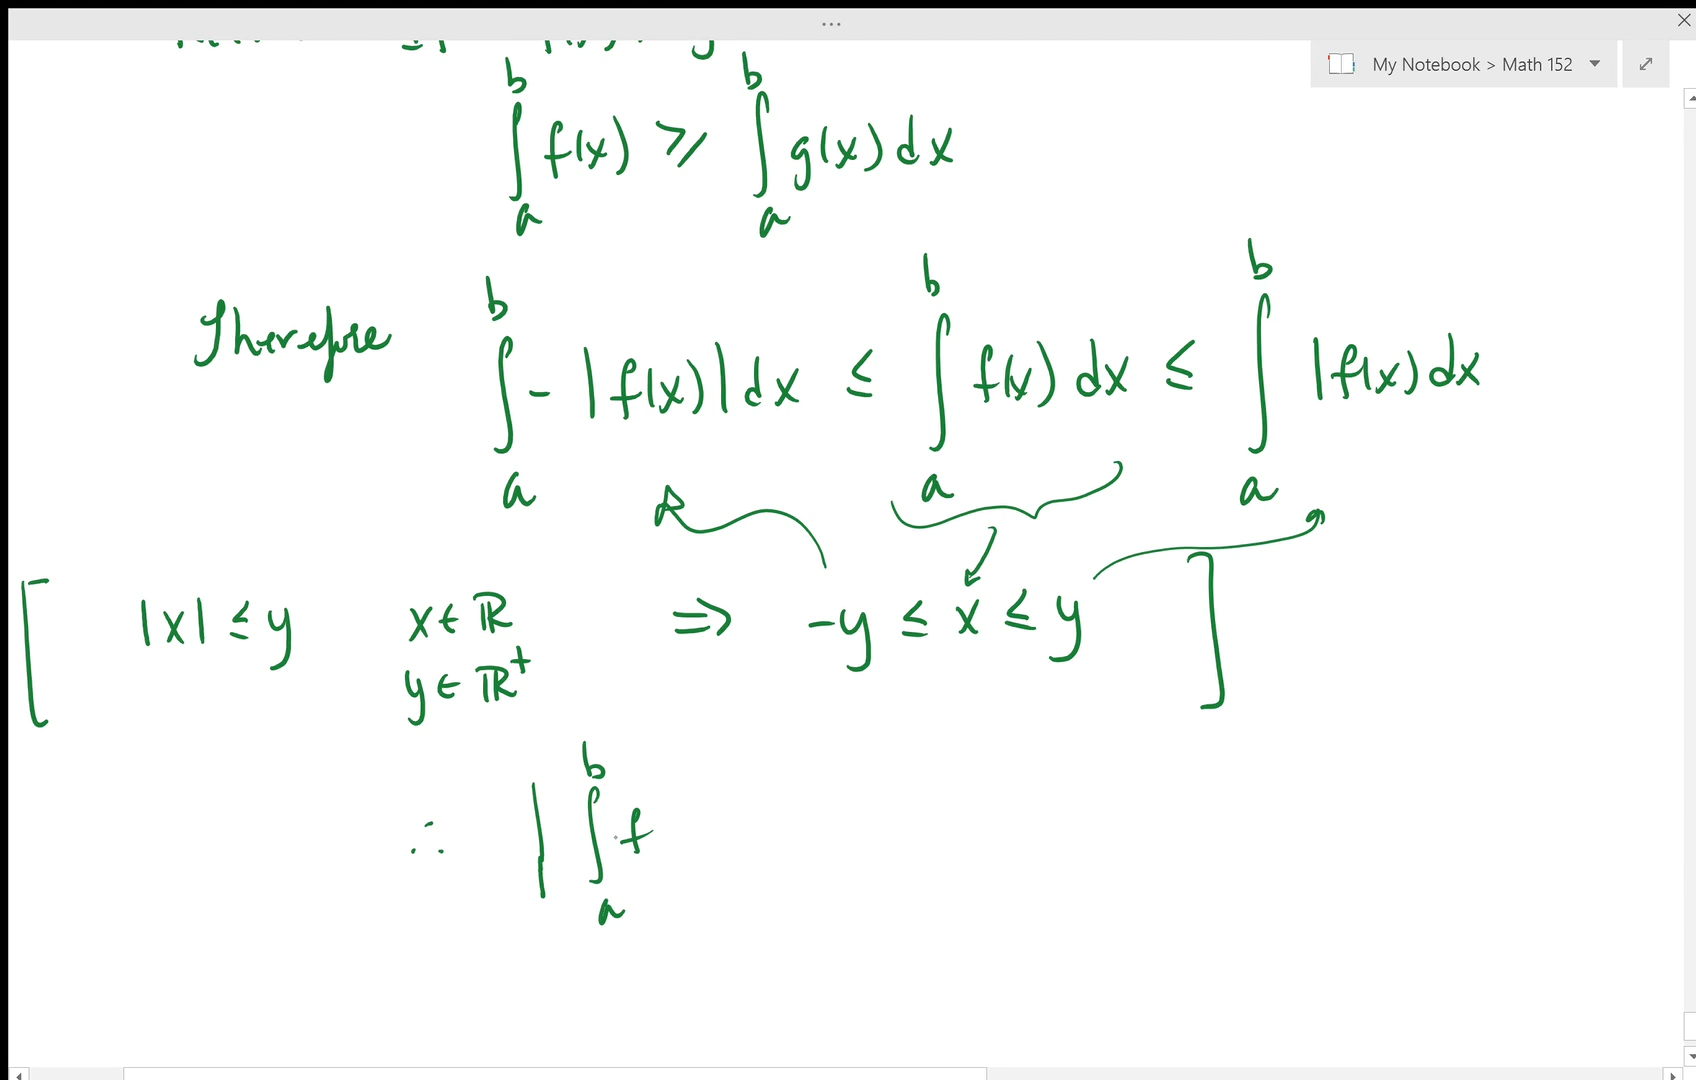 ...
My Notebook > Math 152
∫_a^b f(x) ≥ ∫_a^b g(x) dx
Therefore ∫_a^b -|f(x)| dx ≤ ∫_a^b f(x) dx ≤ ∫_a^b |f(x) dx
[ |x| ≤ y x ∈ ℝ ⇒ -y ≤ x ≤ y ]
y ∈ ℝ⁺
∴ | ∫_a^b f